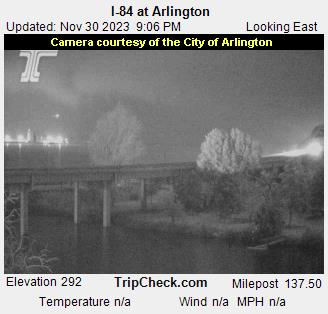 I-84 at Arlington
Updated: Nov 30 2023 9:06 PM Looking East
Camera courtesy of the City of Arlington
Elevation 292 TripCheck.com Milepost 137.50
Temperature n/a Wind n/a MPH n/a